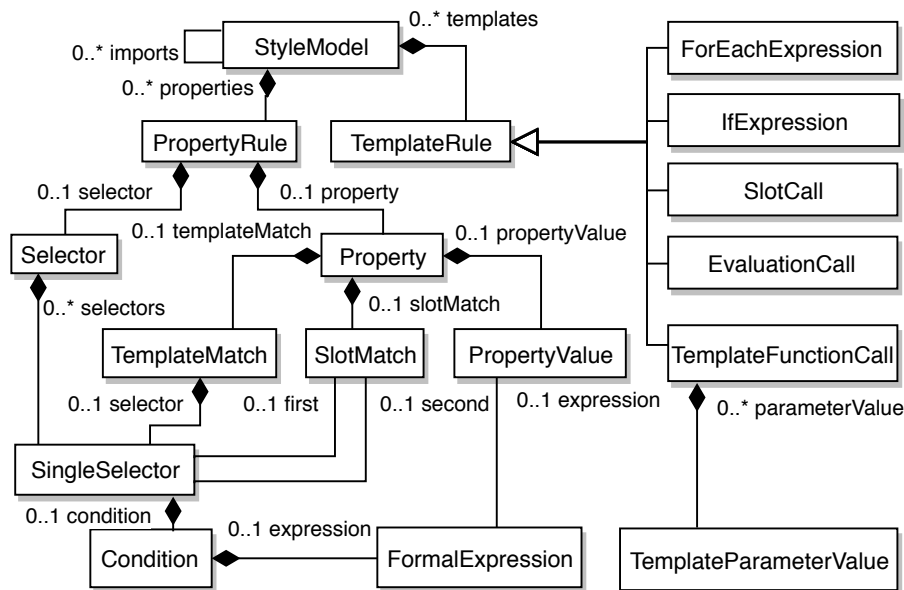 0..* templates
StyleModel
0..* imports
ForEachExpression
0..* properties
IfExpression
PropertyRule
TemplateRule
0..1 selector
0..1 property
SlotCall
0..1 templateMatch
0..1 propertyValue
Selector
Property
EvaluationCall
0..* selectors
0..1 slotMatch
TemplateMatch
SlotMatch
PropertyValue
TemplateFunctionCall
0..1 selector
0..1 first
0..1 second
0..1 expression
0..* parameterValue
SingleSelector
0..1 condition
0..1 expression
Condition
FormalExpression
TemplateParameterValue